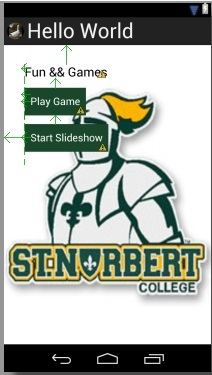 Hello World
Fun && Games
Play Game
Start Slideshow
ST. NORBERT
COLLEGE